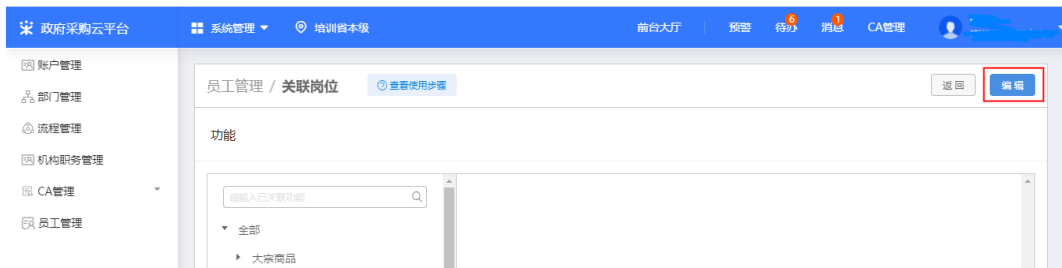 政府采购云平台 系统管理 培训省本级 前台大厅 预警 待办 6 消息 1 CA管理
账户管理
员工管理 / 关联岗位 查看使用步骤 返回 编辑
部门管理
流程管理
功能
机构职务管理
CA管理
请输入已关联功能
员工管理
全部
大宗商品